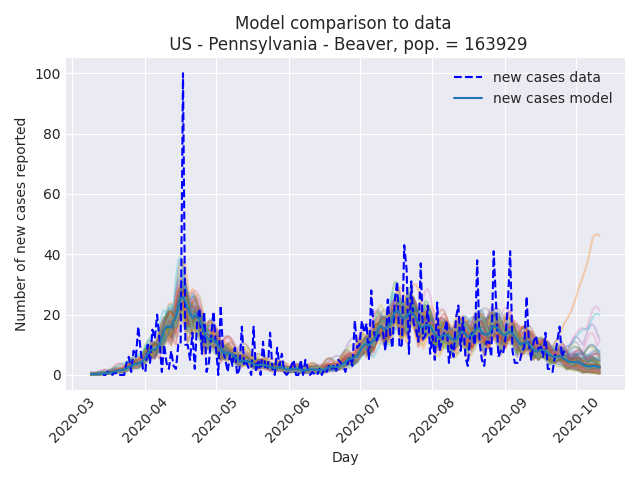 Model comparison to data
US - Pennsylvania - Beaver, pop. = 163929
new cases data
new cases model
Number of new cases reported
100
80
60
40
20
0
2020-03
2020-04
2020-05
2020-06
2020-07
2020-08
2020-09
2020-10
Day